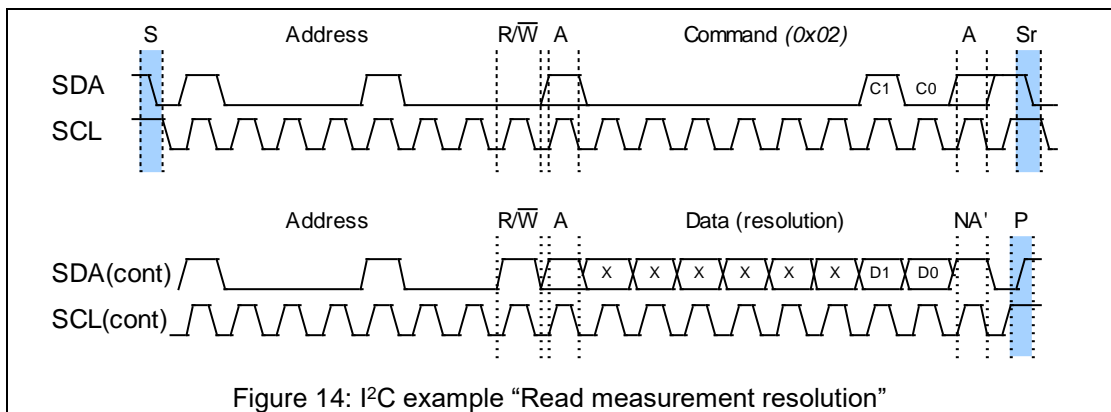 S Address R/W̅ A Command (0x02) A Sr
SDA C1 C0
SCL
Address R/W̅ A Data (resolution) NA' P
SDA(cont) X X X X X X D1 D0
SCL(cont)
Figure 14: I²C example “Read measurement resolution”